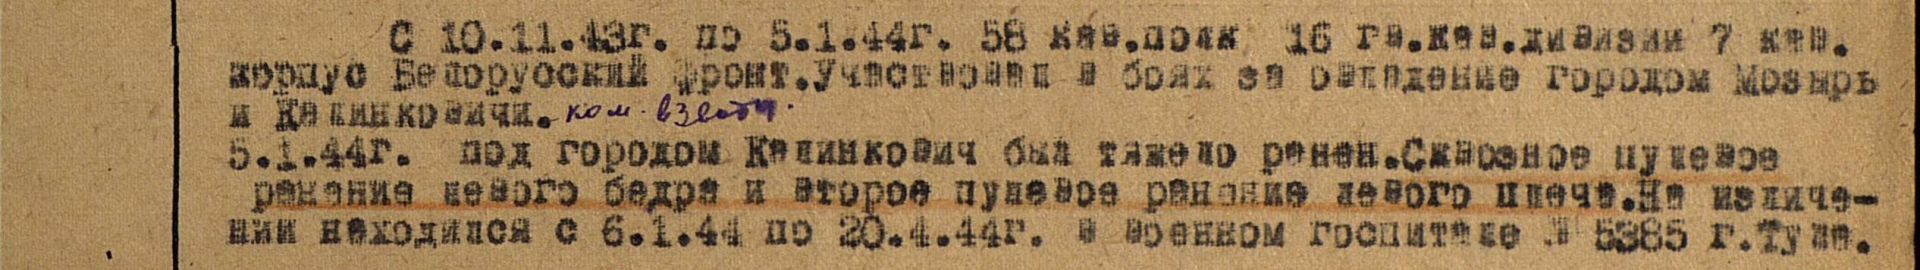 С 10.11.43г. по 5.1.44г. 58 кав.полк 16 гв.кав.дивизии 7 кав.
корпус Белорусский фронт.Участвовал в боях за овладение городом Мозырь
и Калинковичи. ком. взвода.
5.1.44г. под городом Калинкович был тяжело ранен.Сквозное пулевое
ранение левого бедра и второе пулевое ранение левого плеча.На изличе-
нии находился с 6.1.44 по 20.4.44г. в военном госпитале № 5385 г.Тула.